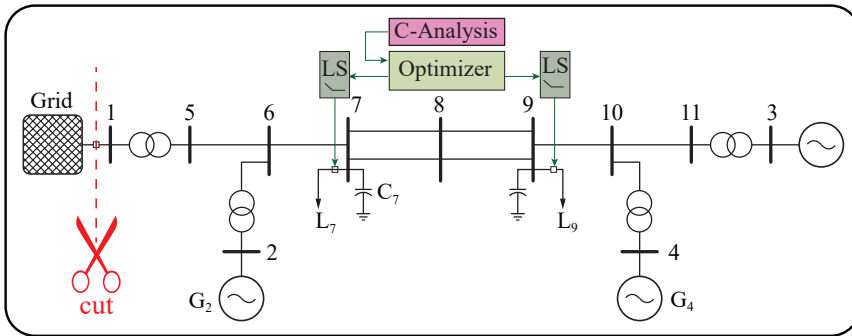 C-Analysis
LS
Optimizer
LS
Grid
1
5
6
7
8
9
10
11
3
C7
L7
L9
2
4
G2
G4
cut